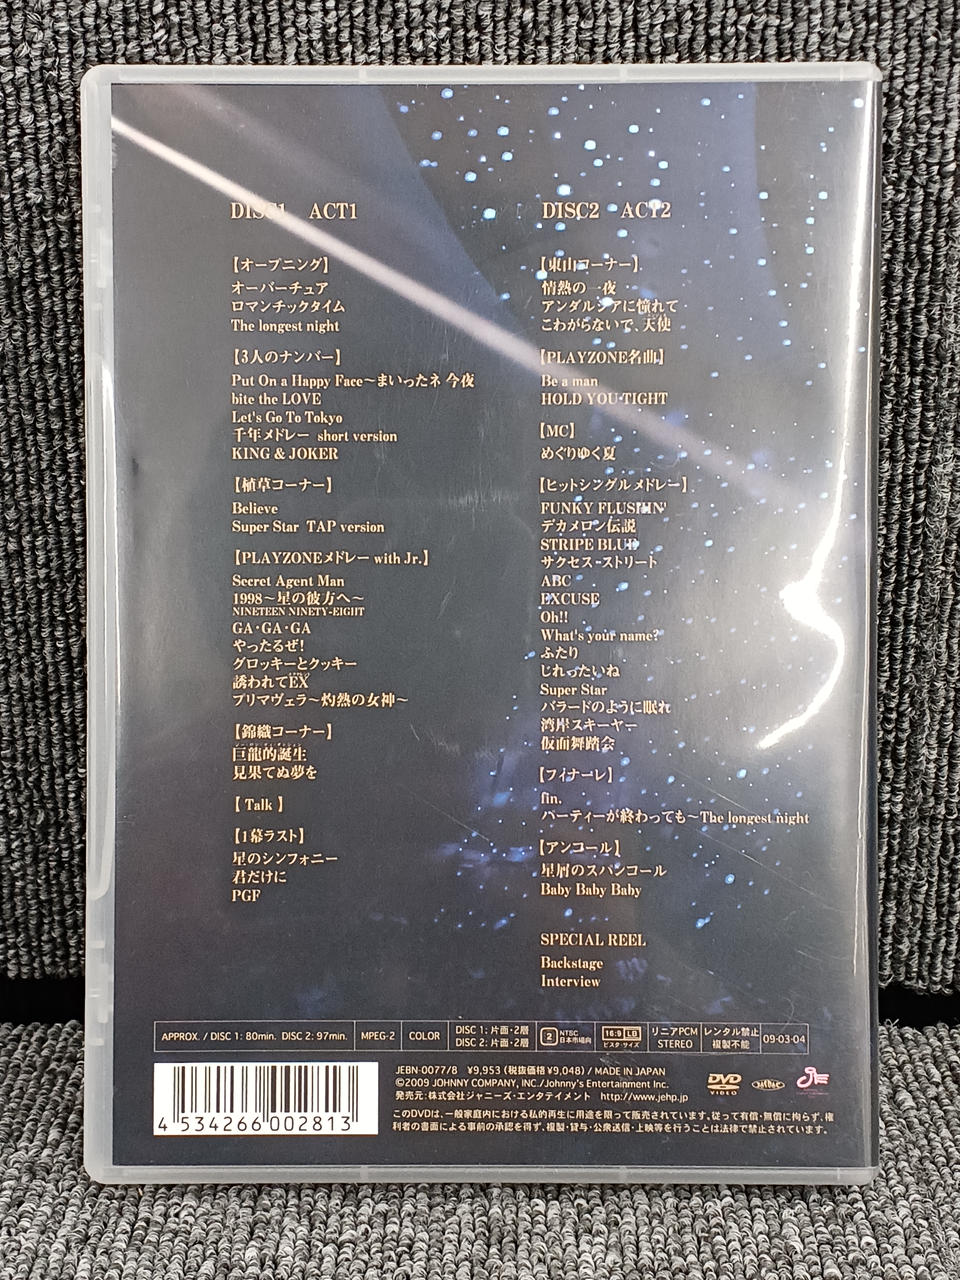 DISC1 ACT1
【オープニング】
オーバーチュア
ロマンチックタイム
The longest night
【3人のナンバー】
Put On a Happy Face〜まいったネ 今夜
bite the LOVE
Let's Go To Tokyo
千年メドレー short version
KING & JOKER
【植草コーナー】
Believe
Super Star TAP version
【PLAYZONEメドレー with Jr.】
Secret Agent Man
1998〜星の彼方へ〜
NINETEEN NINETY-EIGHT
GA・GA・GA
やったるぜ!
グロッキーとクッキー
誘われてEX
プリマヴェラ〜灼熱の女神〜
【錦織コーナー】
巨龍的誕生
見果てぬ夢を
【 Talk 】
【1幕ラスト】
星のシンフォニー
君だけに
PGF
DISC2 ACT2
【東山コーナー】
情熱の一夜
アンダルシアに憧れて
こわがらないで、天使
【PLAYZONE名曲】
Be a man
HOLD YOU TIGHT
【MC】
めぐりゆく夏
【ヒットシングルメドレー】
FUNKY FLUSHIN'
デカメロン伝説
STRIPE BLUE
サクセス・ストリート
ABC
EXCUSE
Oh!!
What's your name?
ふたり
じれったいね
Super Star
バラードのように眠れ
湾岸スキーヤー
仮面舞踏会
【フィナーレ】
fin.
パーティーが終わっても〜The longest night
【アンコール】
星屑のスパンコール
Baby Baby Baby
SPECIAL REEL
Backstage
Interview
APPROX. / DISC 1: 80min. DISC 2: 97min.
MPEG-2
COLOR
DISC 1: 片面・2層
DISC 2: 片面・2層
2 NTSC
日本市場向
16:9 LB
ビスタ・サイズ
リニアPCM
STEREO
レンタル禁止
複製不能
09・03・04
4 534266 002813
JEBN-0077/8 ¥9,953 (税抜価格¥9,048) / MADE IN JAPAN
©2009 JOHNNY COMPANY, INC./Johnny's Entertainment Inc.
発売元: 株式会社ジャニーズ・エンタテイメント http://www.jehp.jp
このDVDは、一般家庭内における私的再生に用途を限って販売されています。従って有償・無償に拘らず、権
利者の書面による事前の承認を得ず、複製・貸与・公衆送信・上映等を行うことは法律で禁止されています。
DVD
VIDEO